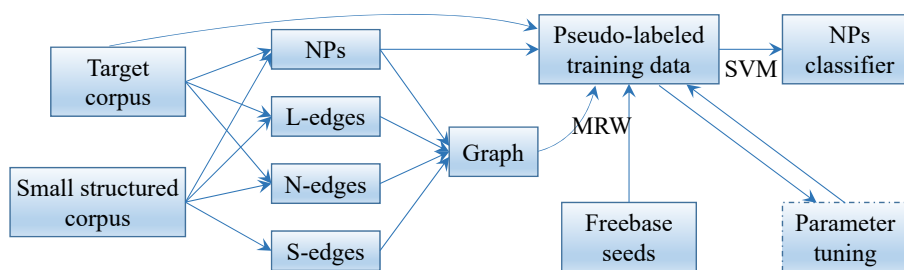 Target
corpus
Small structured
corpus
NPs
L-edges
N-edges
S-edges
Graph
MRW
Pseudo-labeled
training data
Freebase
seeds
SVM
NPs
classifier
Parameter
tuning